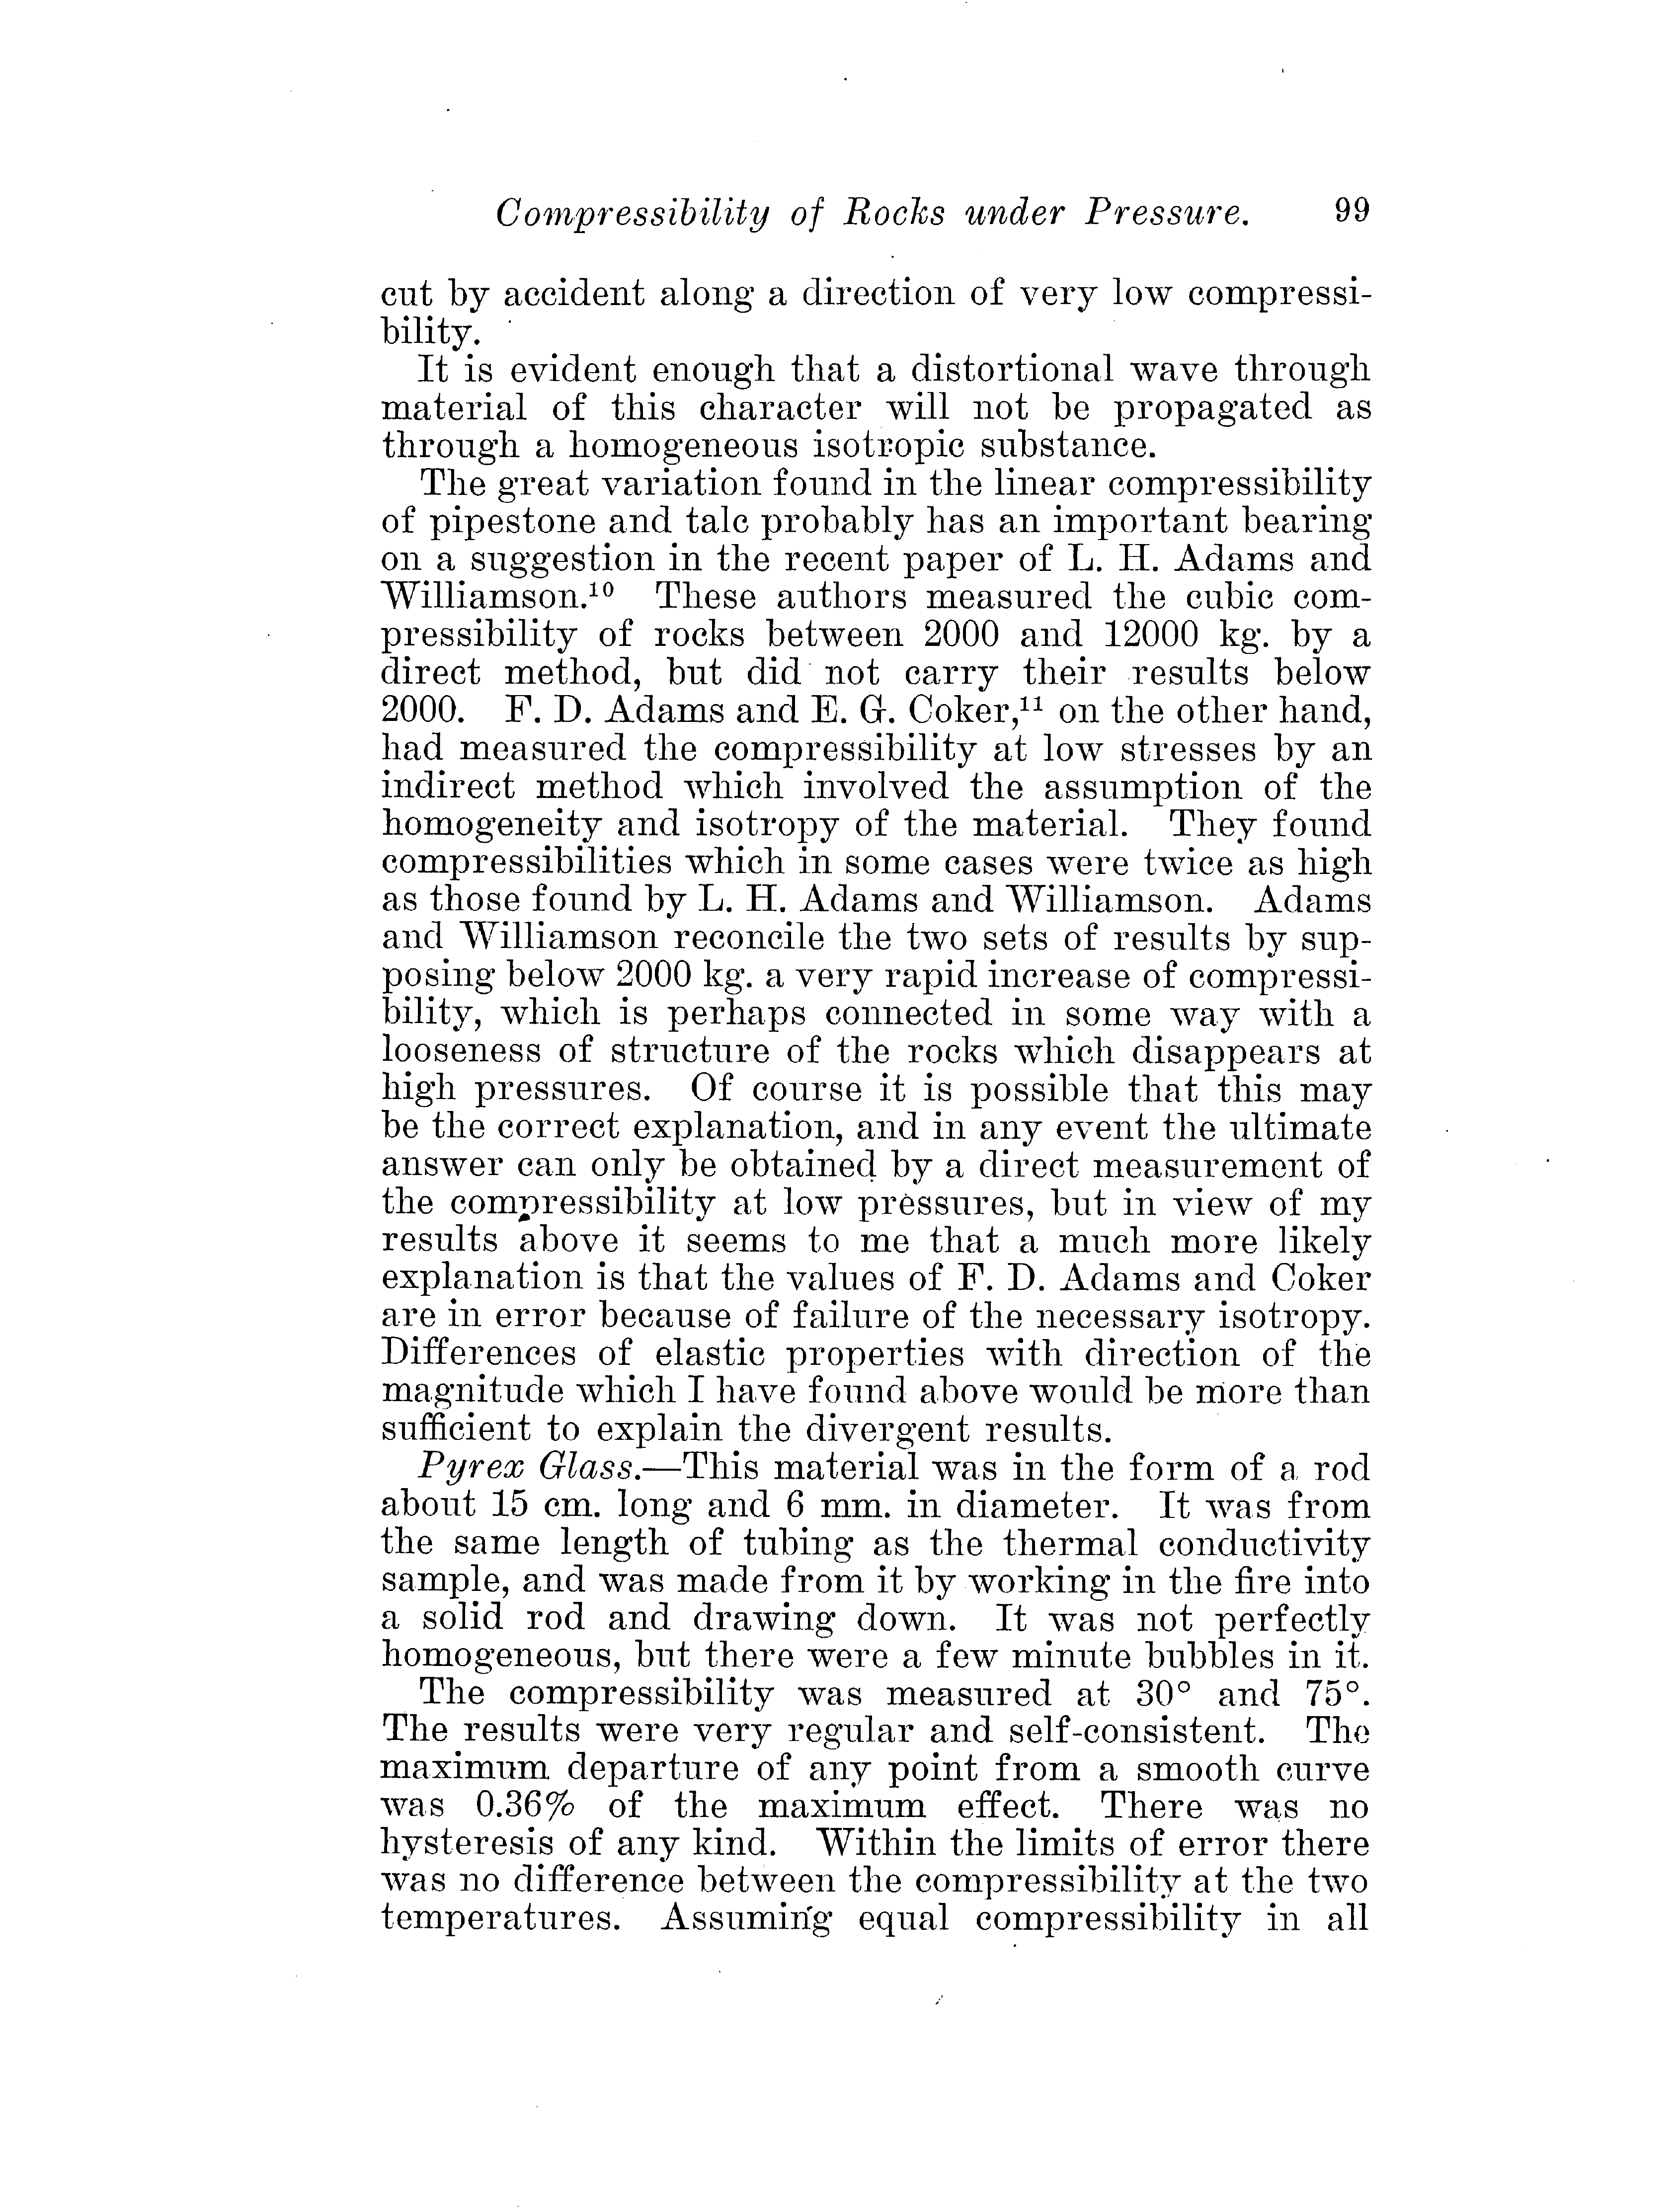 Compressibility of Rocks under Pressure. 99
cut by accident along a direction of very low compressi-
bility.
It is evident enough that a distortional wave through
material of this character will not be propagated as
through a homogeneous isotropic substance.
The great variation found in the linear compressibility
of pipestone and talc probably has an important bearing
on a suggestion in the recent paper of L. H. Adams and
Williamson.¹⁰ These authors measured the cubic com-
pressibility of rocks between 2000 and 12000 kg. by a
direct method, but did not carry their results below
2000. F. D. Adams and E. G. Coker,¹¹ on the other hand,
had measured the compressibility at low stresses by an
indirect method which involved the assumption of the
homogeneity and isotropy of the material. They found
compressibilities which in some cases were twice as high
as those found by L. H. Adams and Williamson. Adams
and Williamson reconcile the two sets of results by sup-
posing below 2000 kg. a very rapid increase of compressi-
bility, which is perhaps connected in some way with a
looseness of structure of the rocks which disappears at
high pressures. Of course it is possible that this may
be the correct explanation, and in any event the ultimate
answer can only be obtained by a direct measurement of
the compressibility at low pressures, but in view of my
results above it seems to me that a much more likely
explanation is that the values of F. D. Adams and Coker
are in error because of failure of the necessary isotropy.
Differences of elastic properties with direction of the
magnitude which I have found above would be more than
sufficient to explain the divergent results.
Pyrex Glass.—This material was in the form of a rod
about 15 cm. long and 6 mm. in diameter. It was from
the same length of tubing as the thermal conductivity
sample, and was made from it by working in the fire into
a solid rod and drawing down. It was not perfectly
homogeneous, but there were a few minute bubbles in it.
The compressibility was measured at 30° and 75°.
The results were very regular and self-consistent. The
maximum departure of any point from a smooth curve
was 0.36% of the maximum effect. There was no
hysteresis of any kind. Within the limits of error there
was no difference between the compressibility at the two
temperatures. Assuming equal compressibility in all